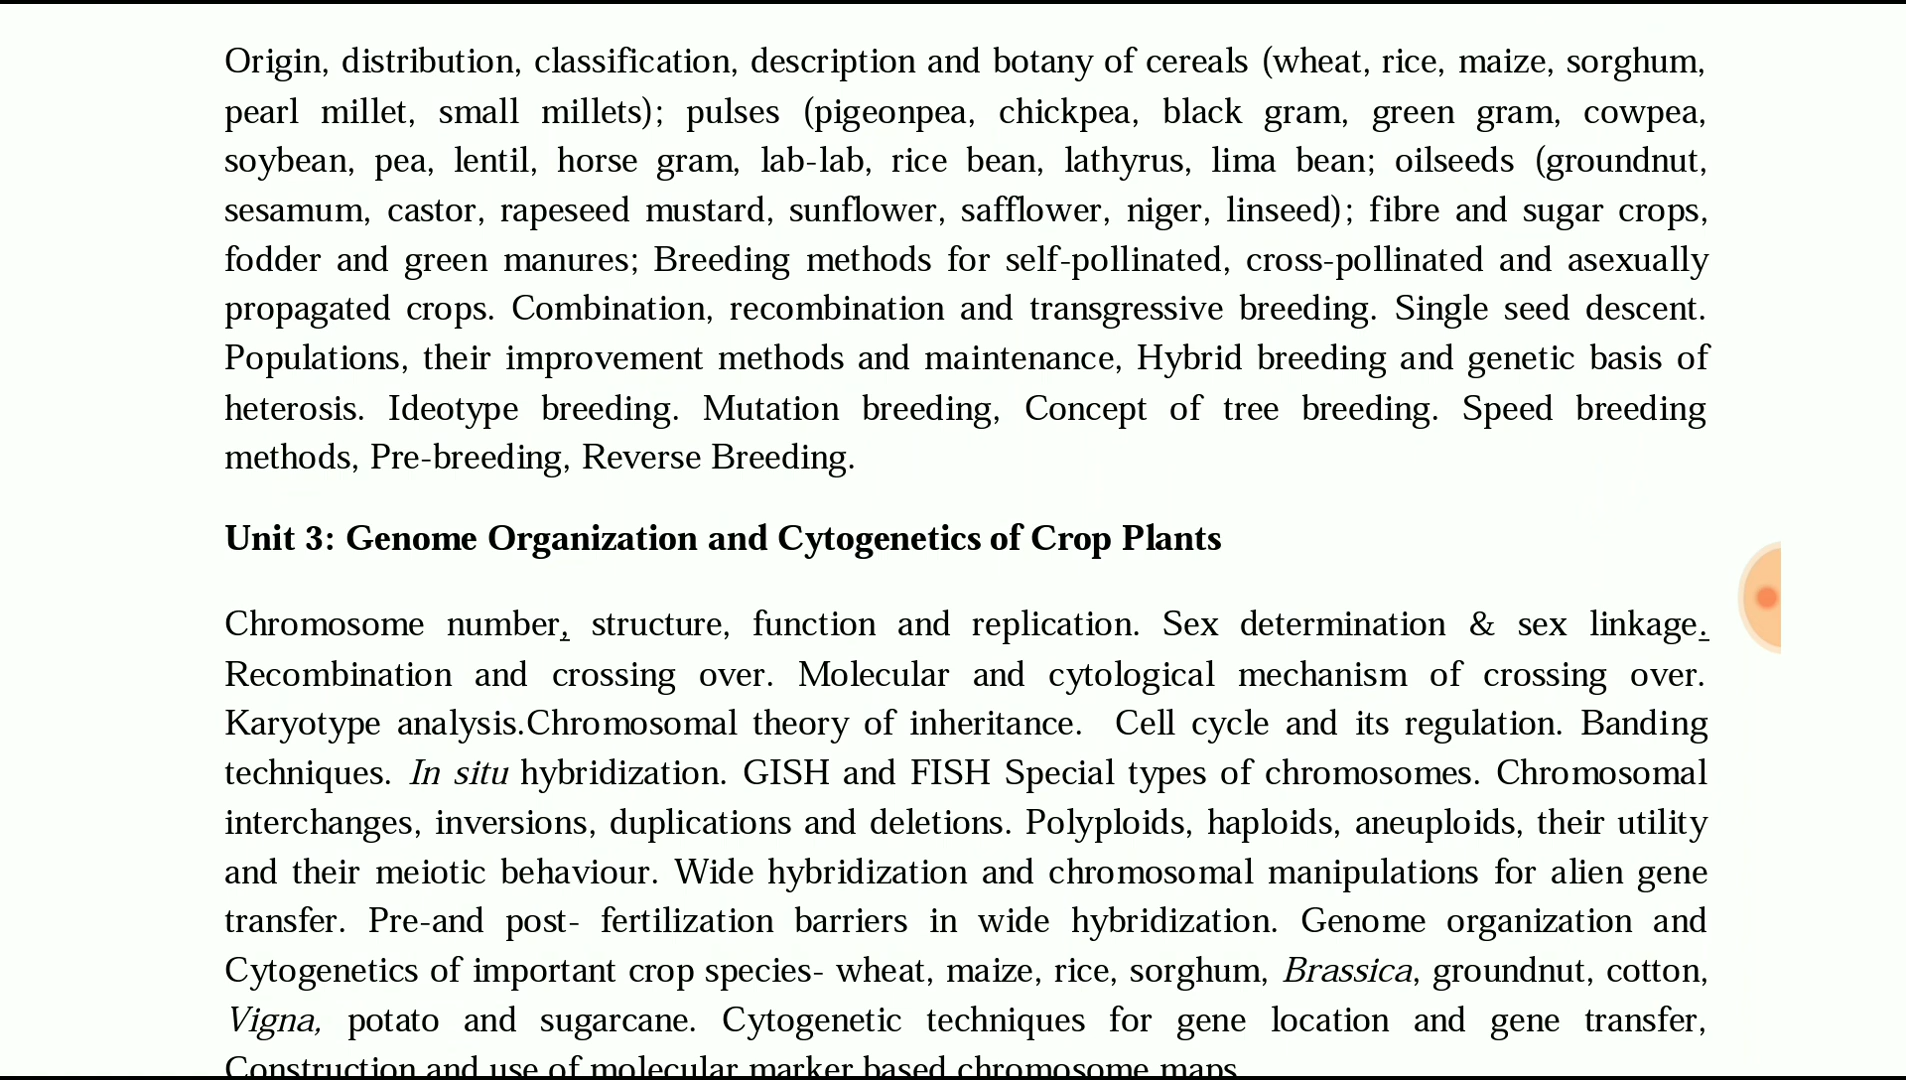 Origin, distribution, classification, description and botany of cereals (wheat, rice, maize, sorghum,
pearl millet, small millets); pulses (pigeonpea, chickpea, black gram, green gram, cowpea,
soybean, pea, lentil, horse gram, lab-lab, rice bean, lathyrus, lima bean; oilseeds (groundnut,
sesamum, castor, rapeseed mustard, sunflower, safflower, niger, linseed); fibre and sugar crops,
fodder and green manures; Breeding methods for self-pollinated, cross-pollinated and asexually
propagated crops. Combination, recombination and transgressive breeding. Single seed descent.
Populations, their improvement methods and maintenance, Hybrid breeding and genetic basis of
heterosis. Ideotype breeding. Mutation breeding, Concept of tree breeding. Speed breeding
methods, Pre-breeding, Reverse Breeding.
Unit 3: Genome Organization and Cytogenetics of Crop Plants
Chromosome number, structure, function and replication. Sex determination & sex linkage.
Recombination and crossing over. Molecular and cytological mechanism of crossing over.
Karyotype analysis.Chromosomal theory of inheritance. Cell cycle and its regulation. Banding
techniques. In situ hybridization. GISH and FISH Special types of chromosomes. Chromosomal
interchanges, inversions, duplications and deletions. Polyploids, haploids, aneuploids, their utility
and their meiotic behaviour. Wide hybridization and chromosomal manipulations for alien gene
transfer. Pre-and post- fertilization barriers in wide hybridization. Genome organization and
Cytogenetics of important crop species- wheat, maize, rice, sorghum, Brassica, groundnut, cotton,
Vigna, potato and sugarcane. Cytogenetic techniques for gene location and gene transfer,
Construction and use of molecular marker based chromosome maps.